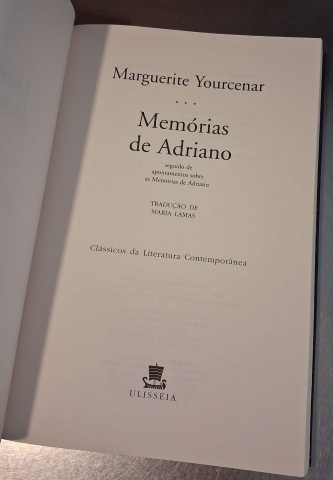 Marguerite Yourcenar
...
Memórias
de Adriano
seguido de
apontamentos sobre
as Memórias de Adriano
TRADUÇÃO DE
MARIA LAMAS
Clássicos da Literatura Contemporânea
ULISSEIA